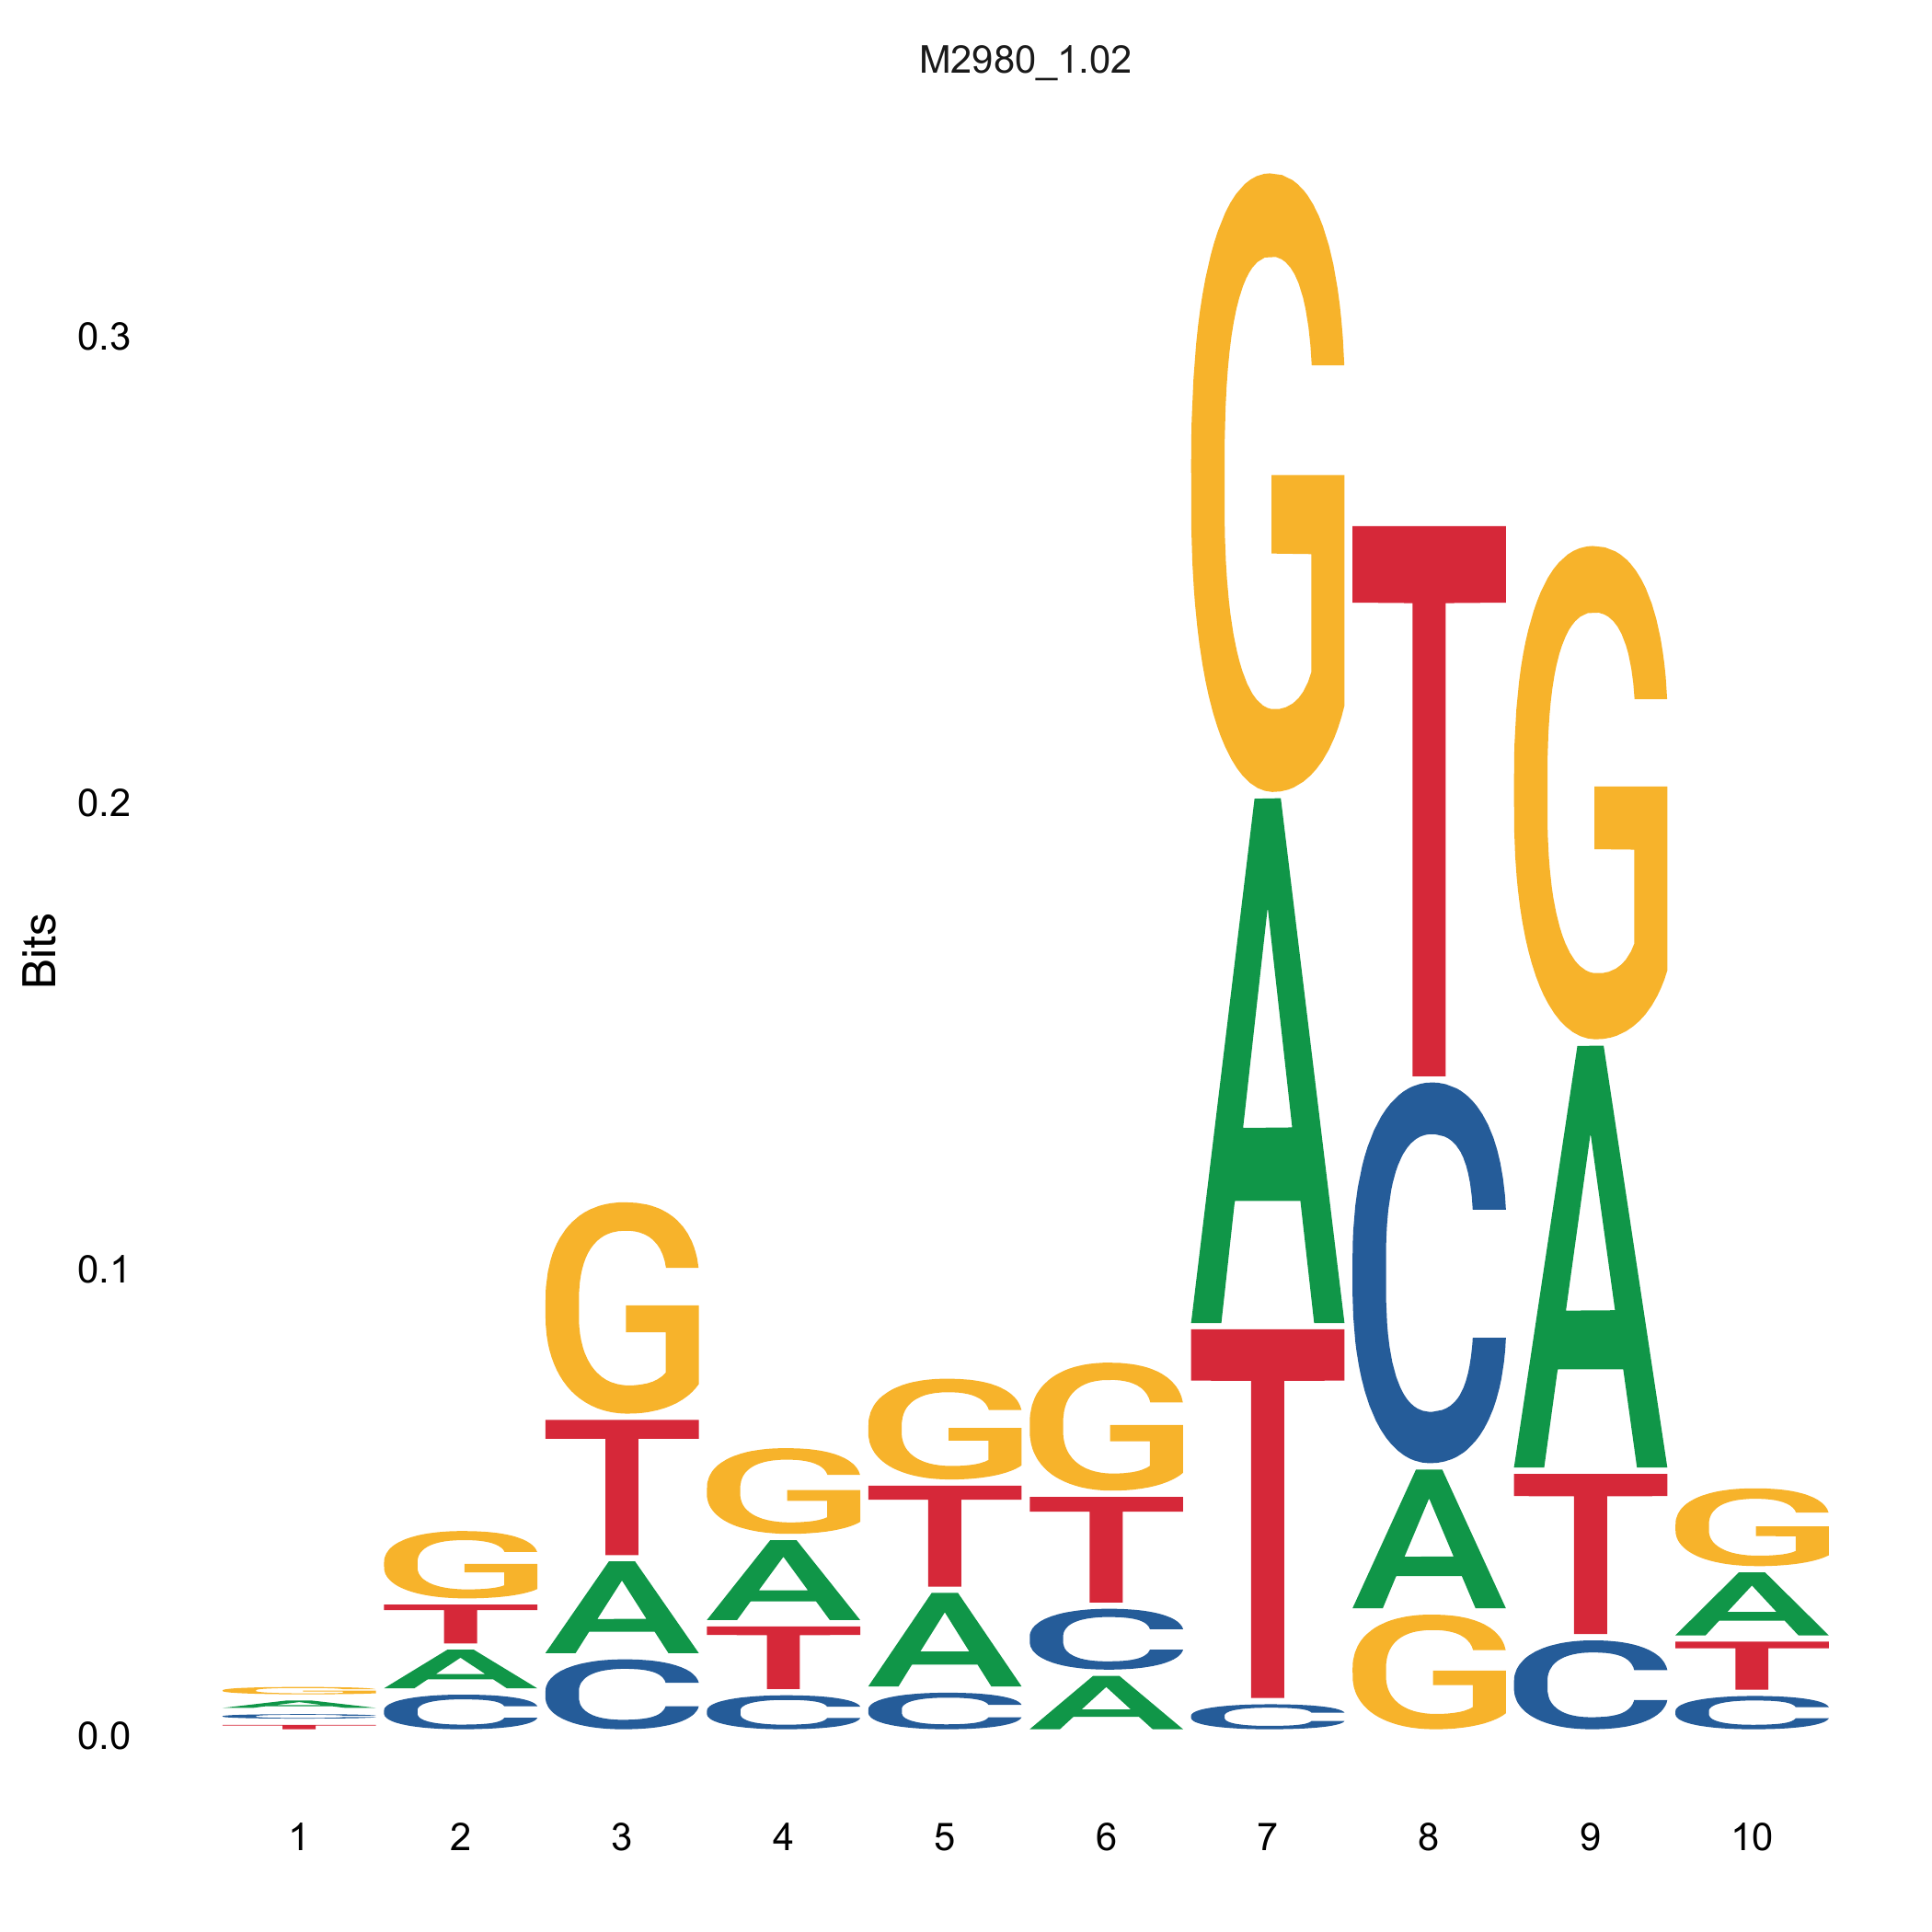 M2980_1.02
Bits
0.3
0.2
0.1
0.0
G G G G G G G T G G
A T T A T T A C A A
C A A T A C T A T T
T C C C C A C G C C
1 2 3 4 5 6 7 8 9 10